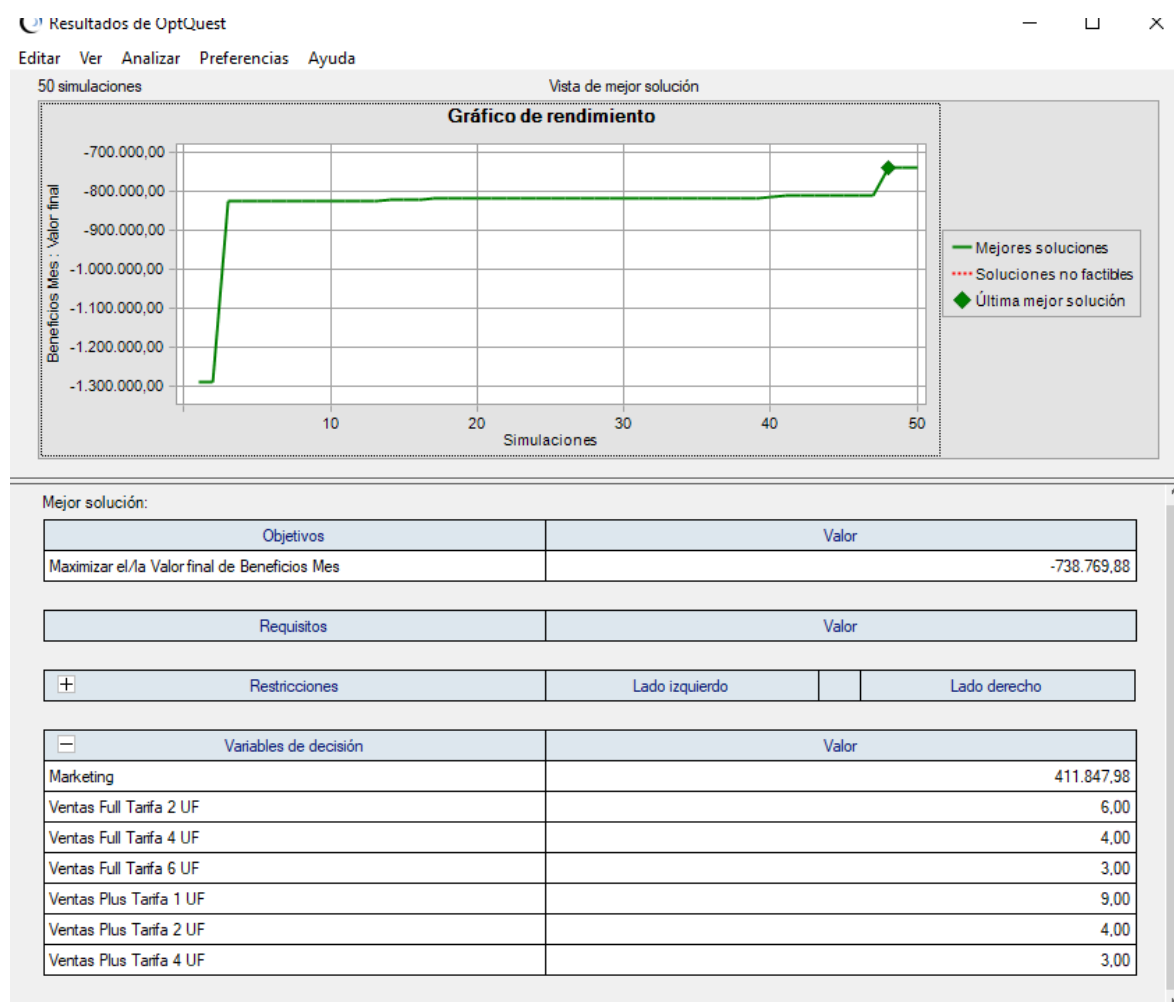 Resultados de OptQuest
Editar Ver Analizar Preferencias Ayuda
50 simulaciones Vista de mejor solución
Gráfico de rendimiento
Beneficios Mes : Valor final
-700.000,00
-800.000,00
-900.000,00
-1.000.000,00
-1.100.000,00
-1.200.000,00
-1.300.000,00
10 20 30 40 50
Simulaciones
Mejores soluciones
Soluciones no factibles
Última mejor solución
Mejor solución:
Objetivos Valor
Maximizar el/la Valor final de Beneficios Mes -738.769,88
Requisitos Valor
Restricciones Lado izquierdo Lado derecho
Variables de decisión Valor
Marketing 411.847,98
Ventas Full Tarifa 2 UF 6,00
Ventas Full Tarifa 4 UF 4,00
Ventas Full Tarifa 6 UF 3,00
Ventas Plus Tarifa 1 UF 9,00
Ventas Plus Tarifa 2 UF 4,00
Ventas Plus Tarifa 4 UF 3,00